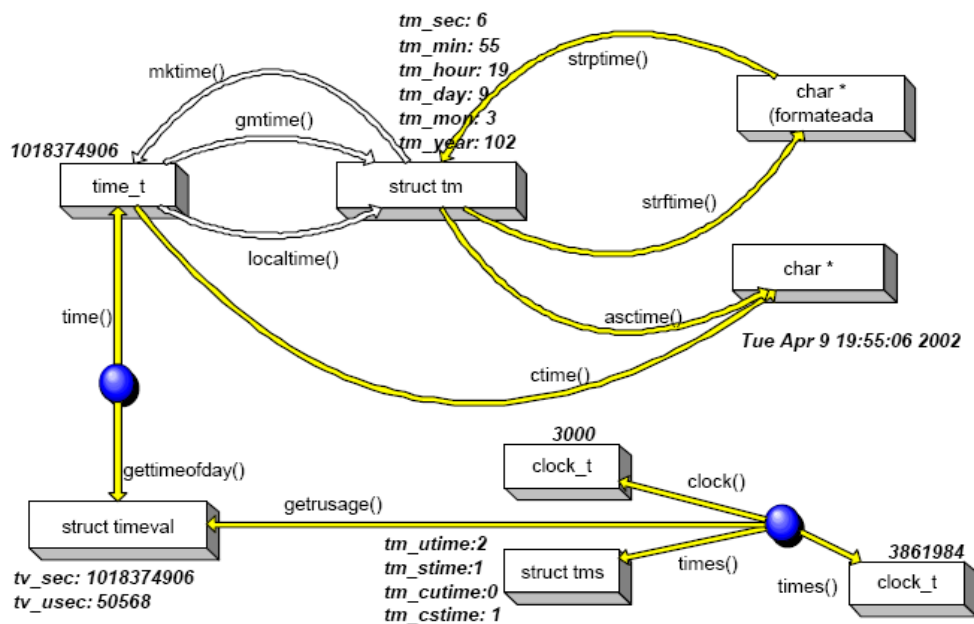 tm_sec: 6
tm_min: 55
tm_hour: 19
tm_day: 9
tm_mon: 3
tm_year: 102
mktime()
strptime()
char *
(formateada
gmtime()
1018374906
time_t
struct tm
strftime()
localtime()
char *
time()
asctime()
Tue Apr 9 19:55:06 2002
ctime()
3000
clock_t
gettimeofday()
clock()
getrusage()
struct timeval
tm_utime:2
tm_stime:1
tm_cutime:0
tm_cstime: 1
struct tms
times()
3861984
times()
clock_t
tv_sec: 1018374906
tv_usec: 50568